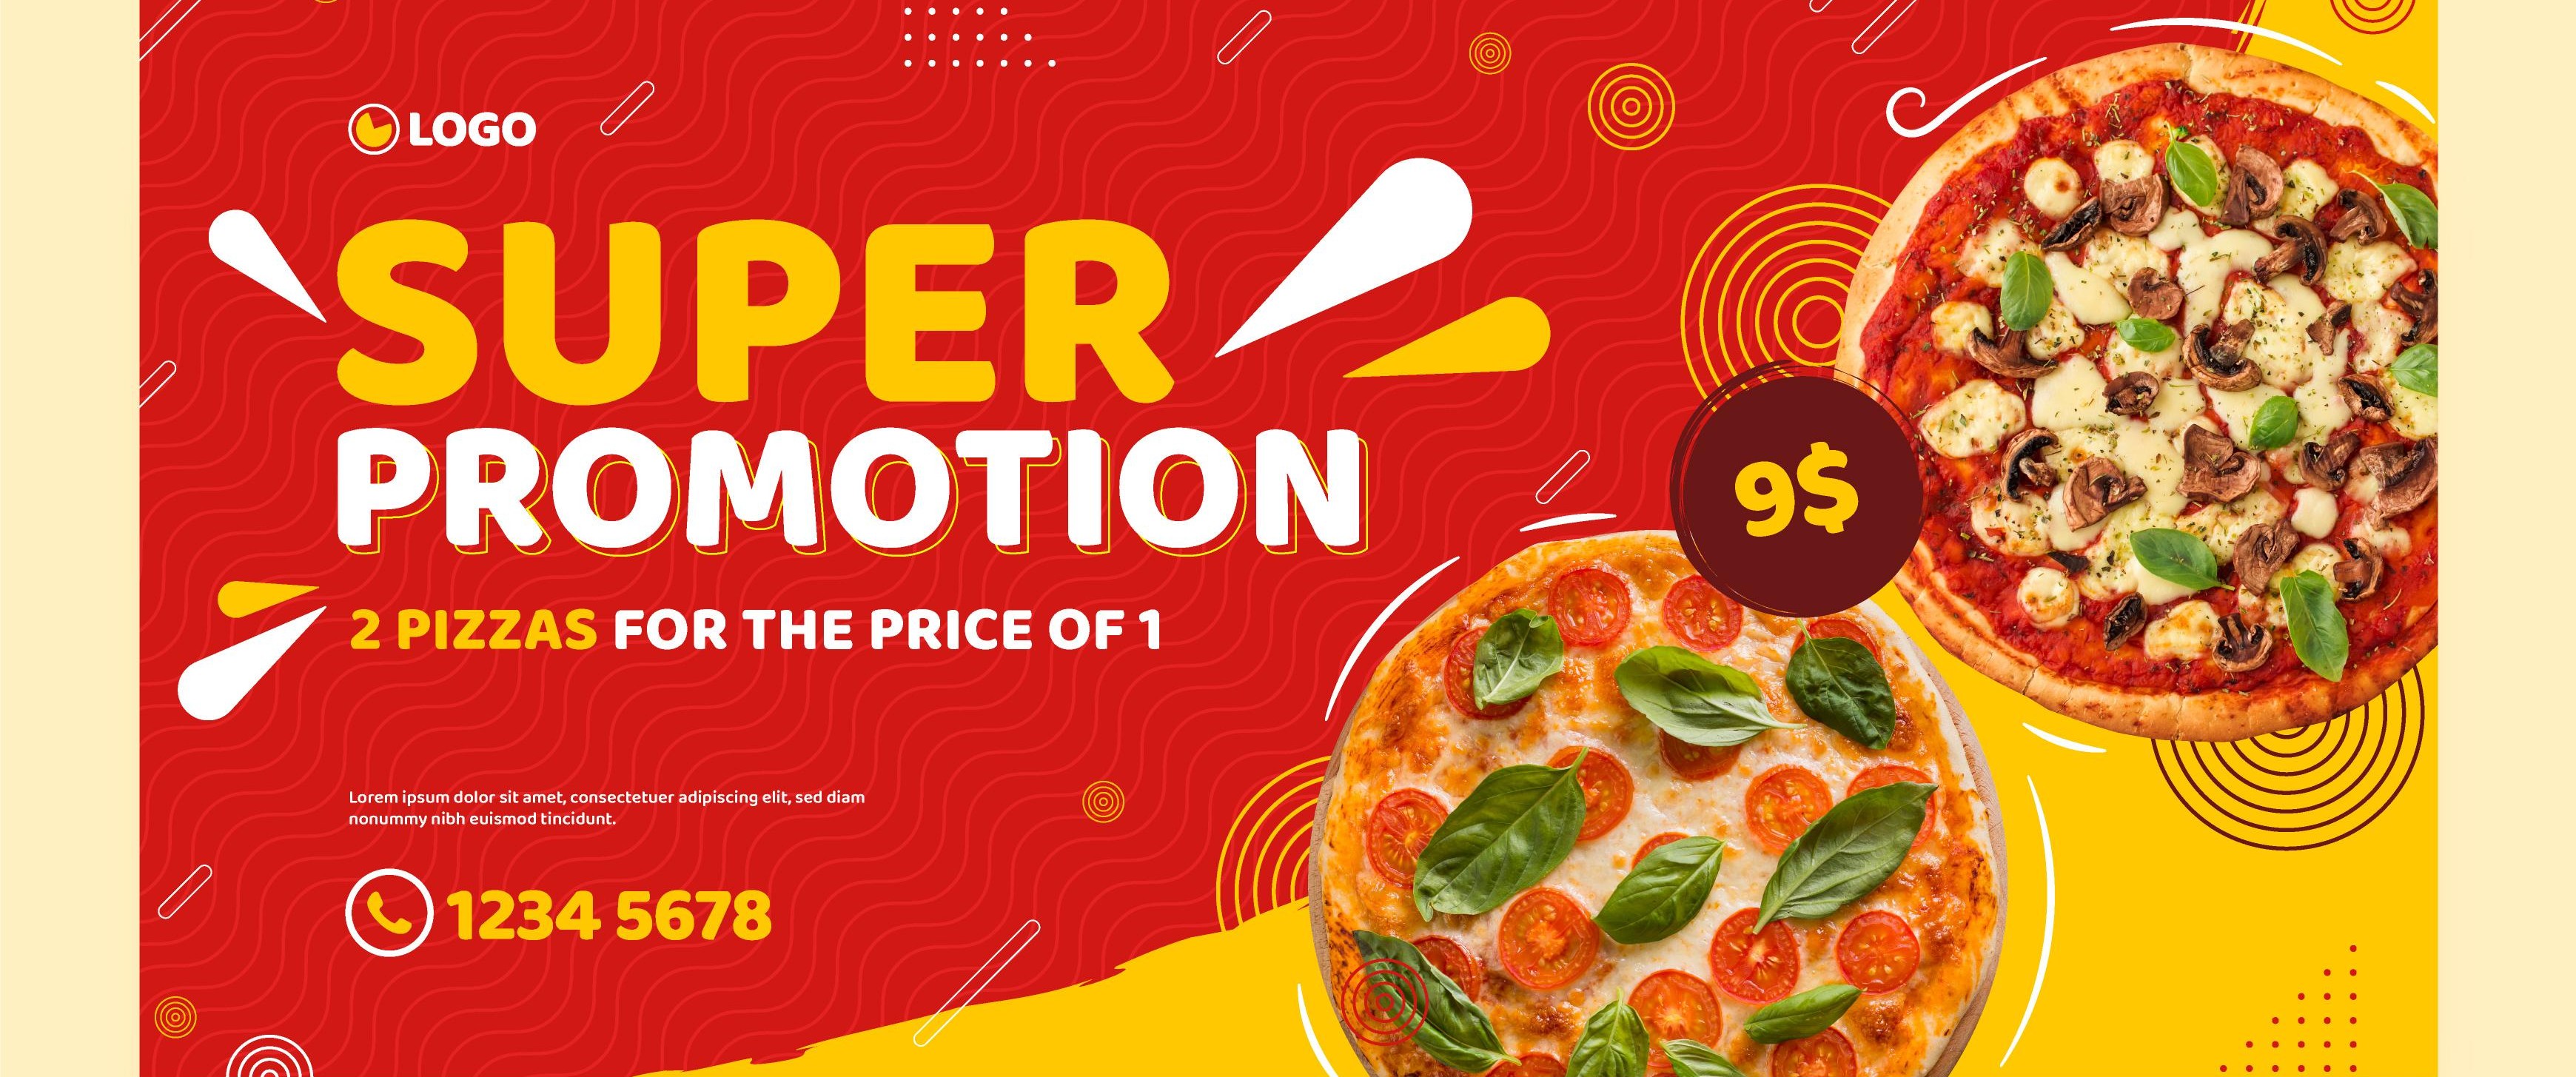 LOGO
SUPER
PROMOTION
2 PIZZAS FOR THE PRICE OF 1
9$
Lorem ipsum dolor sit amet, consectetuer adipiscing elit, sed diam
nonummy nibh euismod tincidunt.
1234 5678